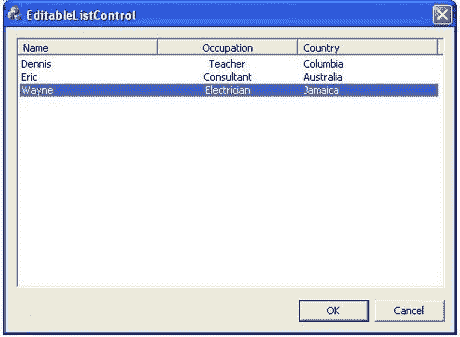 EditableListControl
Name Occupation Country
Dennis Teacher Columbia
Eric Consultant Australia
Wayne Electrician Jamaica
OK Cancel